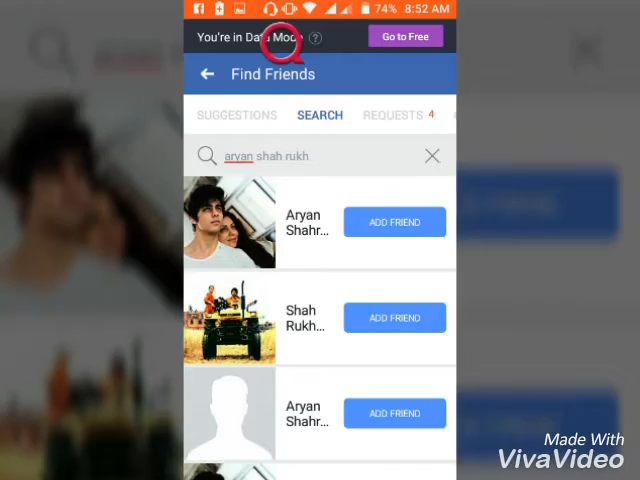 74% 8:52 AM
You're in Data Mode ? Go to Free
Find Friends
SUGGESTIONS SEARCH REQUESTS 4
aryan shah rukh
Aryan
Shahr...
ADD FRIEND
Shah
Rukh...
ADD FRIEND
Aryan
Shahr...
ADD FRIEND
Made With
VivaVideo